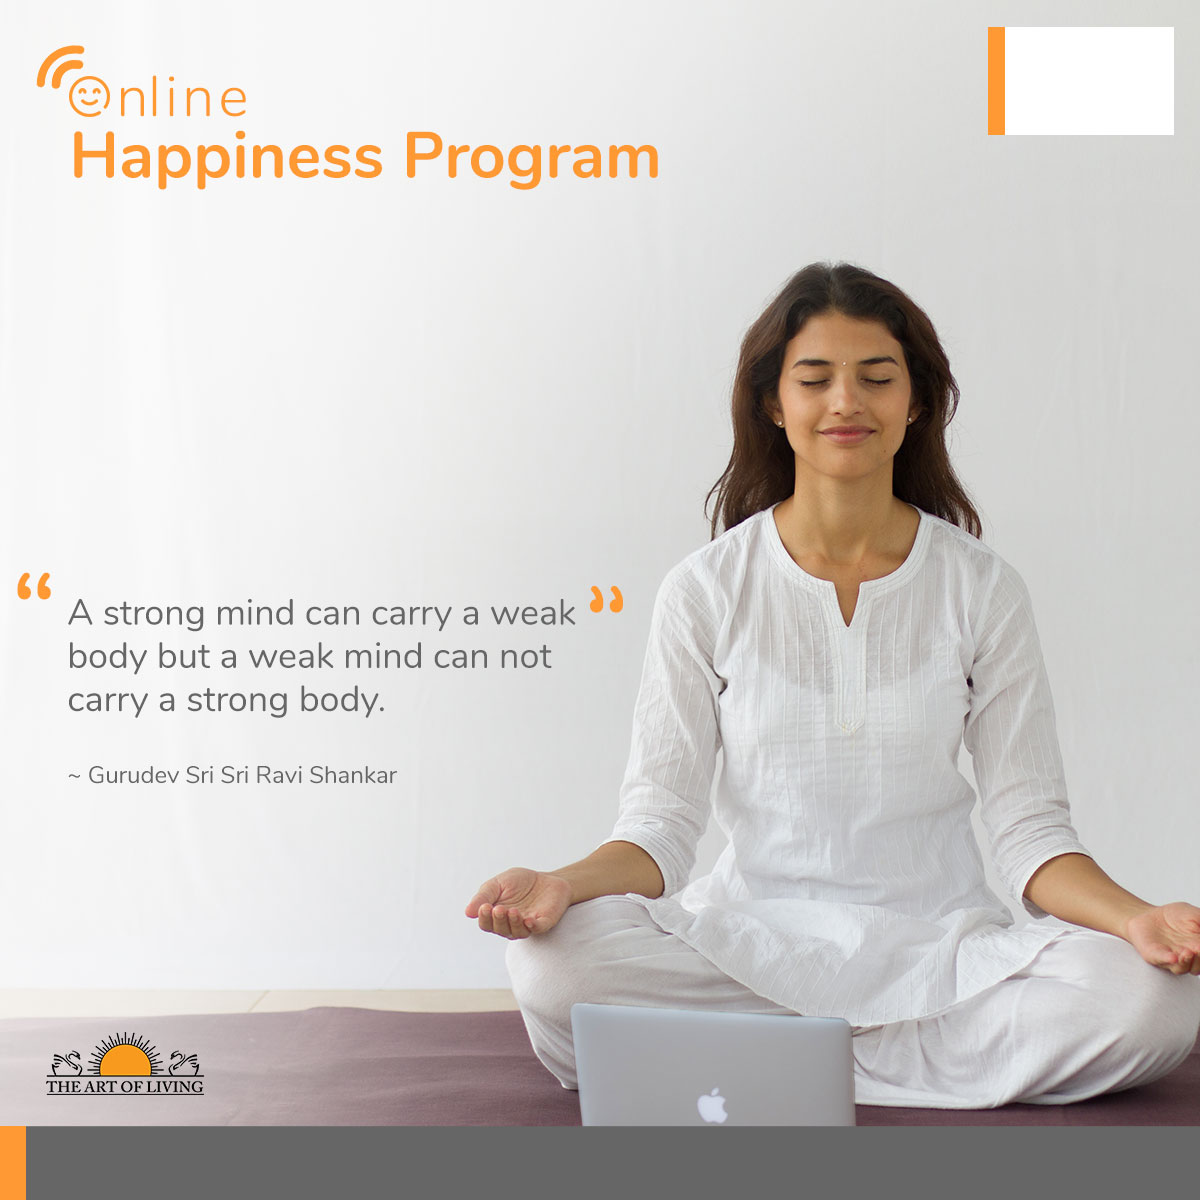 Online
Happiness Program
“ A strong mind can carry a weak ”
body but a weak mind can not
carry a strong body.
~ Gurudev Sri Sri Ravi Shankar
THE ART OF LIVING